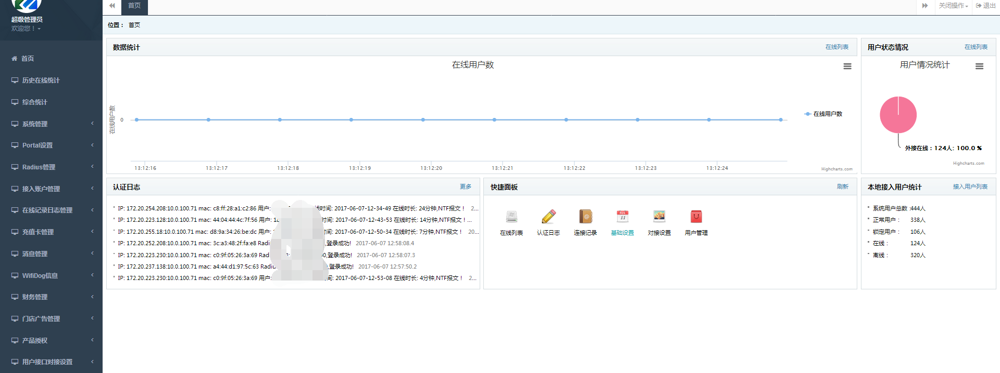 超级管理员
欢迎您！
首页
历史在线统计
综合统计
系统管理
Portal设置
Radius管理
接入账户管理
在线记录日志管理
充值卡管理
消息管理
WifiDog信息
财务管理
门店广告管理
产品授权
用户接口对接设置
首页
关闭操作
退出
位置： 首页
数据统计
在线列表
在线用户数
在线用户数
0
在线用户数
13:12:16 13:12:17 13:12:18 13:12:19 13:12:20 13:12:21 13:12:22 13:12:23 13:12:24
Highcharts.com
用户状态情况
在线列表
用户情况统计
外接在线：124人: 100.0 %
Highcharts.com
认证日志
更多
IP: 172.20.254.208:10.0.100.71 mac: c8:ff:28:a1:c2:86 用户: 线时间: 2017-06-07-12-34-49 在线时长: 24分钟,NTF报文！ 2...
IP: 172.20.223.128:10.0.100.71 mac: 44:04:44:4c:7f:56 用户: 时间: 2017-06-07-12-43-53 在线时长: 14分钟,NTF报文！...
IP: 172.20.255.18:10.0.100.71 mac: d8:9a:34:26:be:dc 用户: 时间: 2017-06-07-12-50-34 在线时长: 7分钟,NTF报文！ 20...
IP: 172.20.252.208:10.0.100.71 mac: 3c:a3:48:2f:fa:e8 Radiu ,登录成功! 2017-06-07 12:58:08.4
IP: 172.20.223.230:10.0.100.71 mac: c0:9f:05:26:3a:69 Rad 0,登录成功! 2017-06-07 12:58:07.3
IP: 172.20.237.138:10.0.100.71 mac: a4:44:d1:97:5c:63 Radiu ,登录成功! 2017-06-07 12:57:50.2
IP: 172.20.223.230:10.0.100.71 mac: c0:9f:05:26:3a:69 用户: 间: 2017-06-07-12-53-08 在线时长: 4分钟,NTF报文！ 2...
快捷面板
刷新
在线列表
认证日志
连接记录
基础设置
对接设置
用户管理
本地接入用户统计
接入用户列表
系统用户总数 :444人
正常用户： 338人
锁定用户： 106人
在线： 124人
离线： 320人